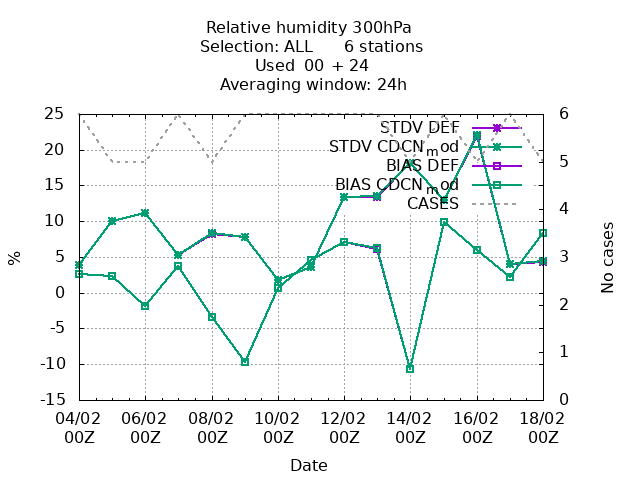 Relative humidity 300hPa
Selection: ALL 6 stations
Used 00 + 24
Averaging window: 24h
25 6
STDV DEF
20
STDV CDCN_mod
5
BIAS DEF
15
BIAS CDCN_mod
4
CASES
10
%
5 3
No cases
0
2
-5
1
-10
-15 0
04/02 06/02 08/02 10/02 12/02 14/02 16/02 18/02
00Z 00Z 00Z 00Z 00Z 00Z 00Z 00Z
Date